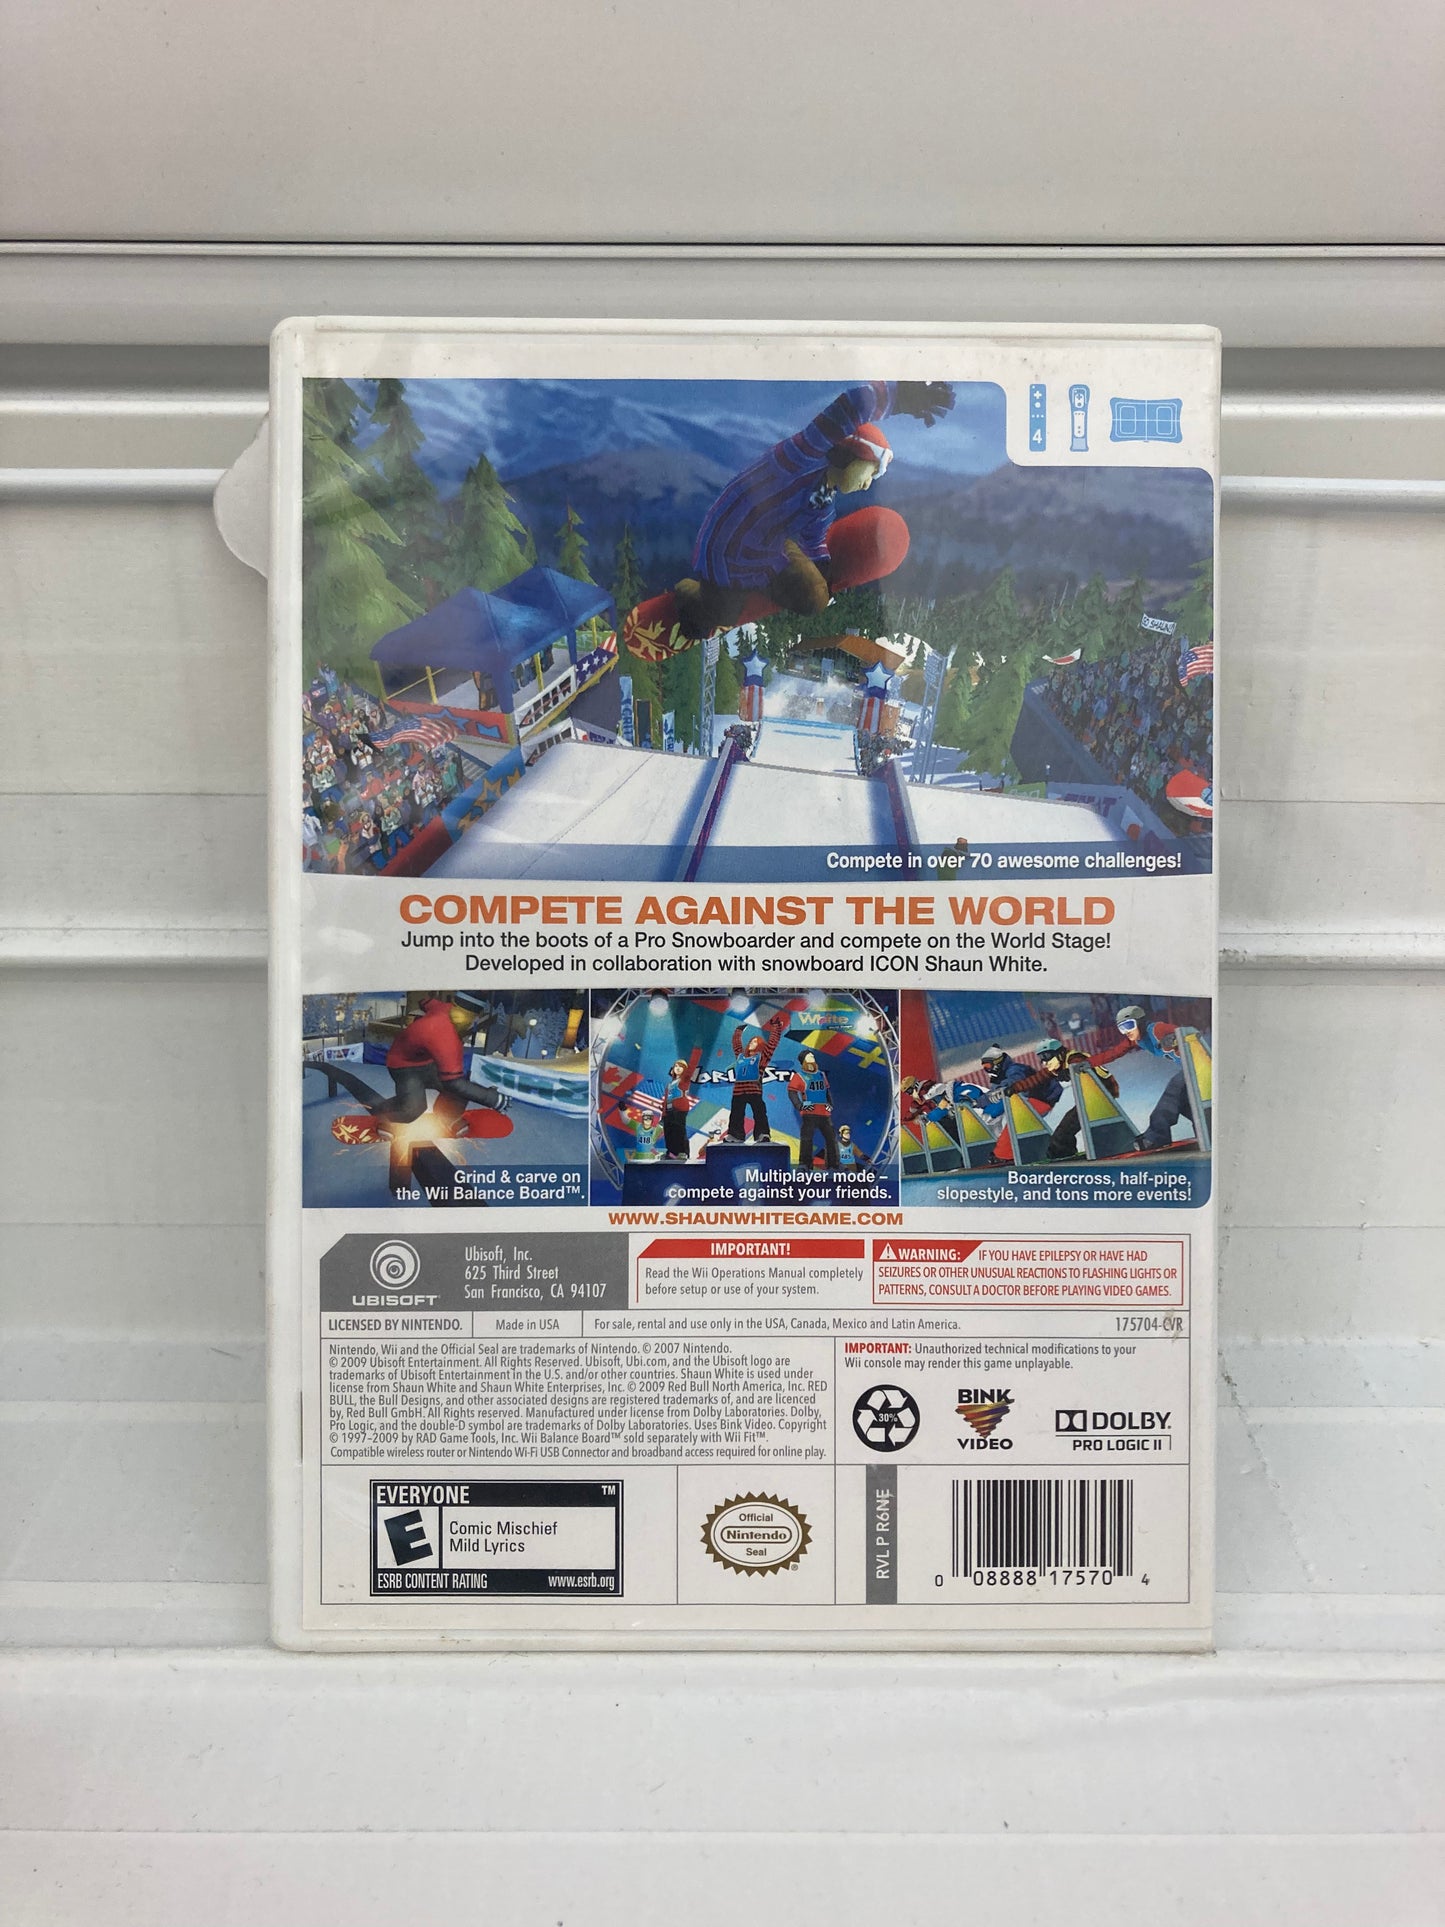 4
Compete in over 70 awesome challenges!
COMPETE AGAINST THE WORLD
Jump into the boots of a Pro Snowboarder and compete on the World Stage!
Developed in collaboration with snowboard ICON Shaun White.
Grind & carve on
the Wii Balance Board™.
White
418
418
Multiplayer mode –
compete against your friends.
Boardercross, half-pipe,
slopestyle, and tons more events!
WWW.SHAUNWHITEGAME.COM
UBISOFT
Ubisoft, Inc.
625 Third Street
San Francisco, CA 94107
IMPORTANT!
Read the Wii Operations Manual completely
before setup or use of your system.
WARNING: IF YOU HAVE EPILEPSY OR HAVE HAD
SEIZURES OR OTHER UNUSUAL REACTIONS TO FLASHING LIGHTS OR
PATTERNS, CONSULT A DOCTOR BEFORE PLAYING VIDEO GAMES.
LICENSED BY NINTENDO.
Made in USA
For sale, rental and use only in the USA, Canada, Mexico and Latin America.
175704-CVR
Nintendo, Wii and the Official Seal are trademarks of Nintendo. © 2007 Nintendo.
© 2009 Ubisoft Entertainment. All Rights Reserved. Ubisoft, Ubi.com, and the Ubisoft logo are
trademarks of Ubisoft Entertainment in the U.S. and/or other countries. Shaun White is used under
license from Shaun White and Shaun White Enterprises, Inc. © 2009 Red Bull North America, Inc. RED
BULL, the Bull Designs, and other associated designs are registered trademarks of, and are licenced
by, Red Bull GmbH. All Rights reserved. Manufactured under license from Dolby Laboratories. Dolby,
Pro Logic, and the double-D symbol are trademarks of Dolby Laboratories. Uses Bink Video. Copyright
© 1997–2009 by RAD Game Tools, Inc. Wii Balance Board™ sold separately with Wii Fit™.
Compatible wireless router or Nintendo Wi-Fi USB Connector and broadband access required for online play.
IMPORTANT: Unauthorized technical modifications to your
Wii console may render this game unplayable.
30%
BINK
VIDEO
DOLBY
PRO LOGIC II
EVERYONE ™
E
Comic Mischief
Mild Lyrics
ESRB CONTENT RATING www.esrb.org
Official
Nintendo
Seal
®
RVL P R6NE
0 08888 17570 4